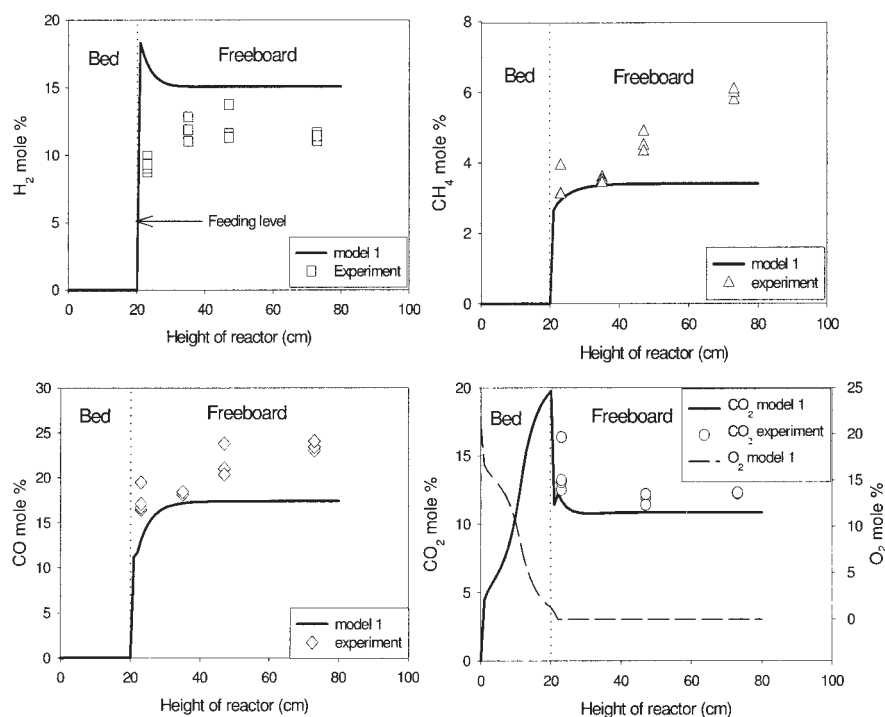 20
15
10
5
0
H2 mole %
Bed
Freeboard
Feeding level
model 1
Experiment
0 20 40 60 80 100
Height of reactor (cm)
8
6
4
2
0
CH4 mole %
Bed
Freeboard
model 1
experiment
0 20 40 60 80 100
Height of reactor (cm)
30
25
20
15
10
5
0
CO mole %
Bed
Freeboard
model 1
experiment
0 20 40 60 80 100
Height of reactor (cm)
20
15
10
5
0
CO2 mole %
Bed
Freeboard
CO2 model 1
CO2 experiment
O2 model 1
25
20
15
10
5
0
O2 mole %
0 20 40 60 80 100
Height of reactor (cm)